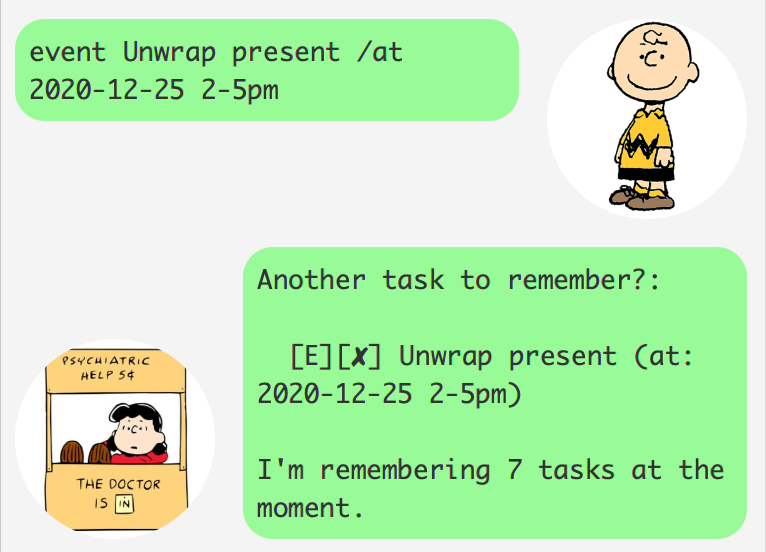 event Unwrap present /at
2020-12-25 2-5pm
Another task to remember?:
[E][✘] Unwrap present (at:
2020-12-25 2-5pm)
I'm remembering 7 tasks at the
moment.
PSYCHIATRIC
HELP 5¢
THE DOCTOR
IS IN